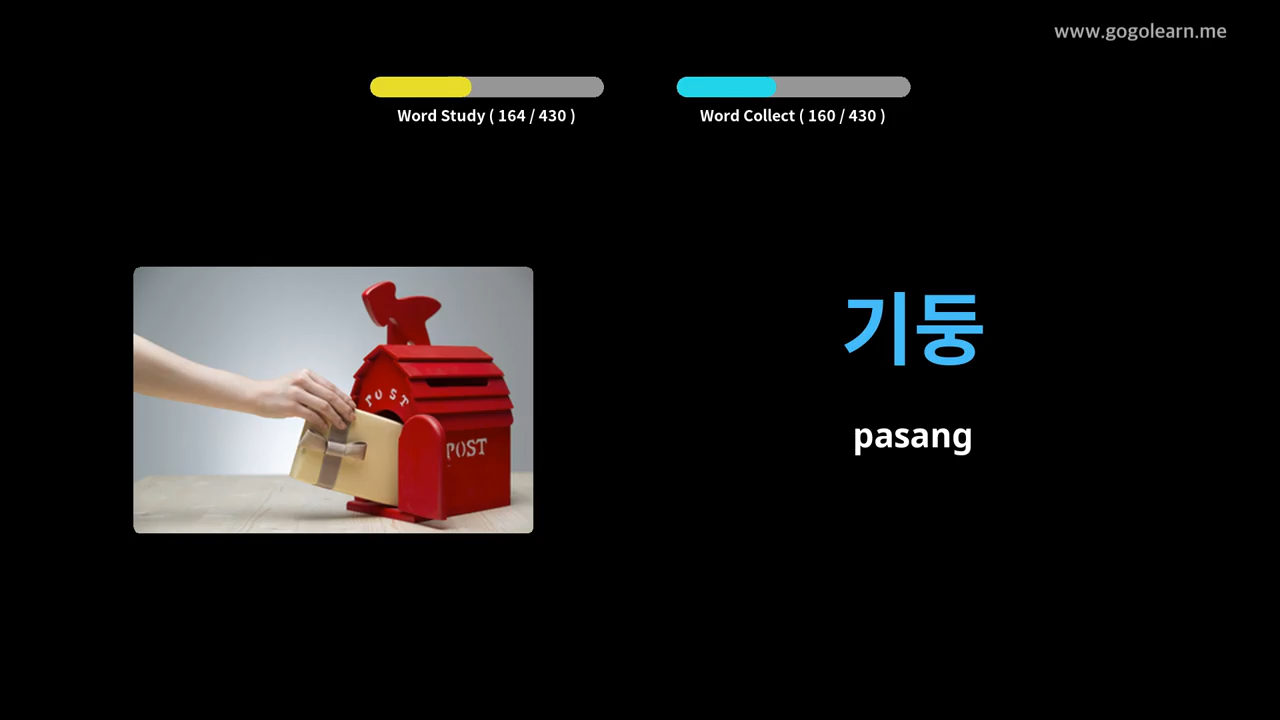 www.gogolearn.me
Word Study ( 164 / 430 )
Word Collect ( 160 / 430 )
기둥
pasang
POST
POST